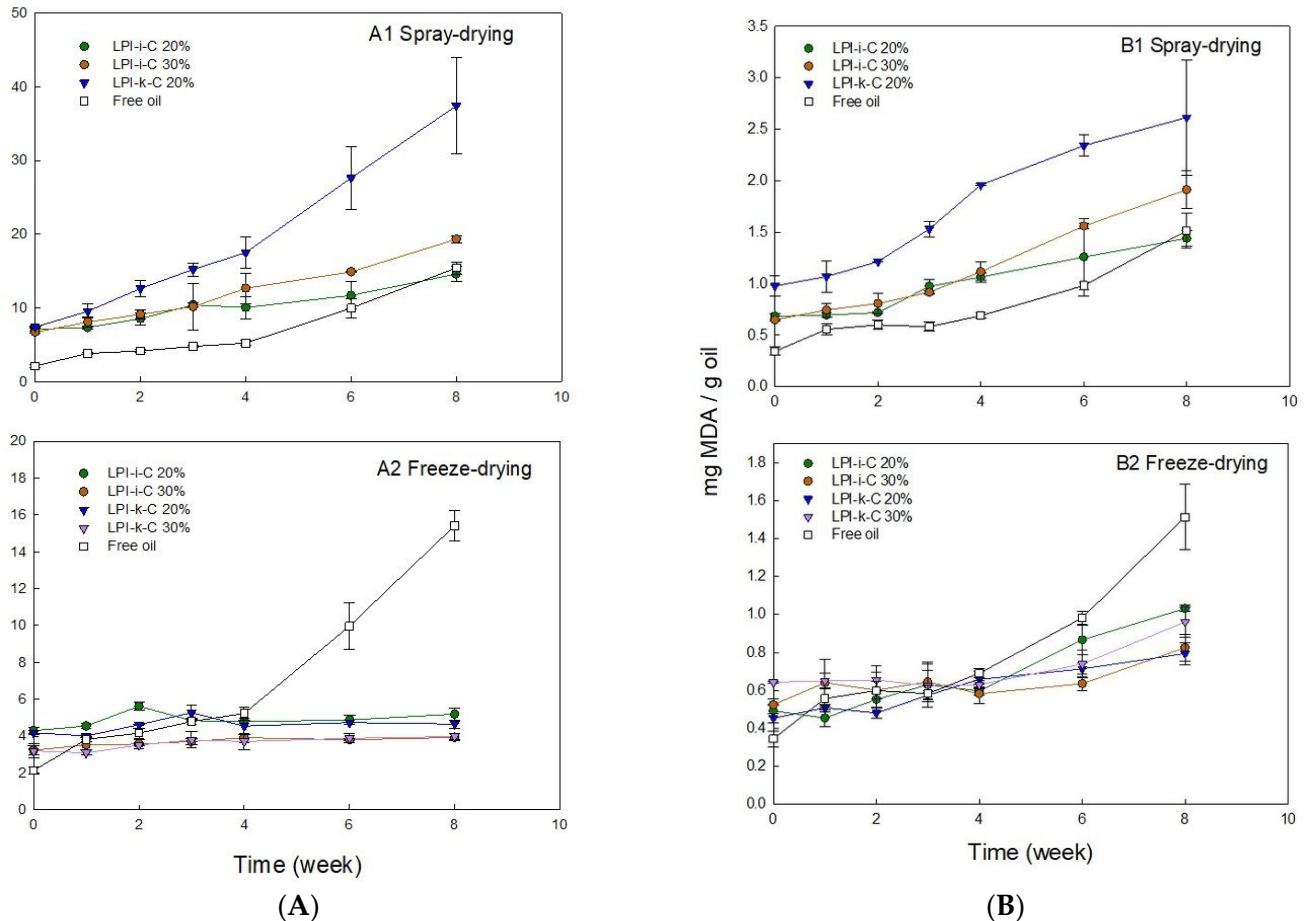 A1 Spray-drying
50
40
30
20
10
0
LPI-i-C 20%
LPI-i-C 30%
LPI-k-C 20%
Free oil
0 2 4 6 8 10
A2 Freeze-drying
20
18
16
14
12
10
8
6
4
2
0
LPI-i-C 20%
LPI-i-C 30%
LPI-k-C 20%
LPI-k-C 30%
Free oil
0 2 4 6 8 10
Time (week)
(A)
mg MDA / g oil
B1 Spray-drying
3.5
3.0
2.5
2.0
1.5
1.0
0.5
0.0
LPI-i-C 20%
LPI-i-C 30%
LPI-k-C 20%
Free oil
0 2 4 6 8 10
B2 Freeze-drying
1.8
1.6
1.4
1.2
1.0
0.8
0.6
0.4
0.2
0.0
LPI-i-C 20%
LPI-i-C 30%
LPI-k-C 20%
LPI-k-C 30%
Free oil
0 2 4 6 8 10
Time (week)
(B)